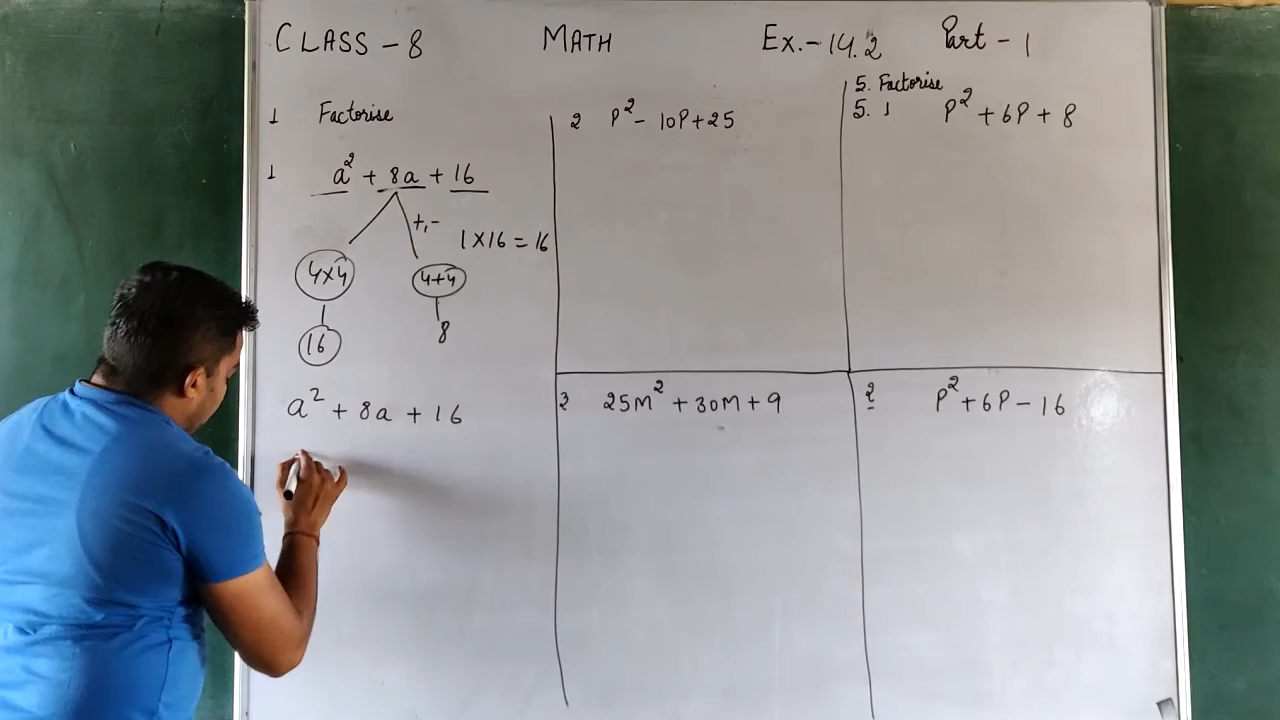 CLASS - 8 MATH Ex.- 14.2 Part - 1
1 Factorise
1 a² + 8a + 16
+,-
1 × 16 = 16
4×4 4+4
16 8
a² + 8a + 16
2 P² - 10P + 25
3 25M² + 30M + 9
5. Factorise
5. 1 P² + 6P + 8
2 P² + 6P - 16